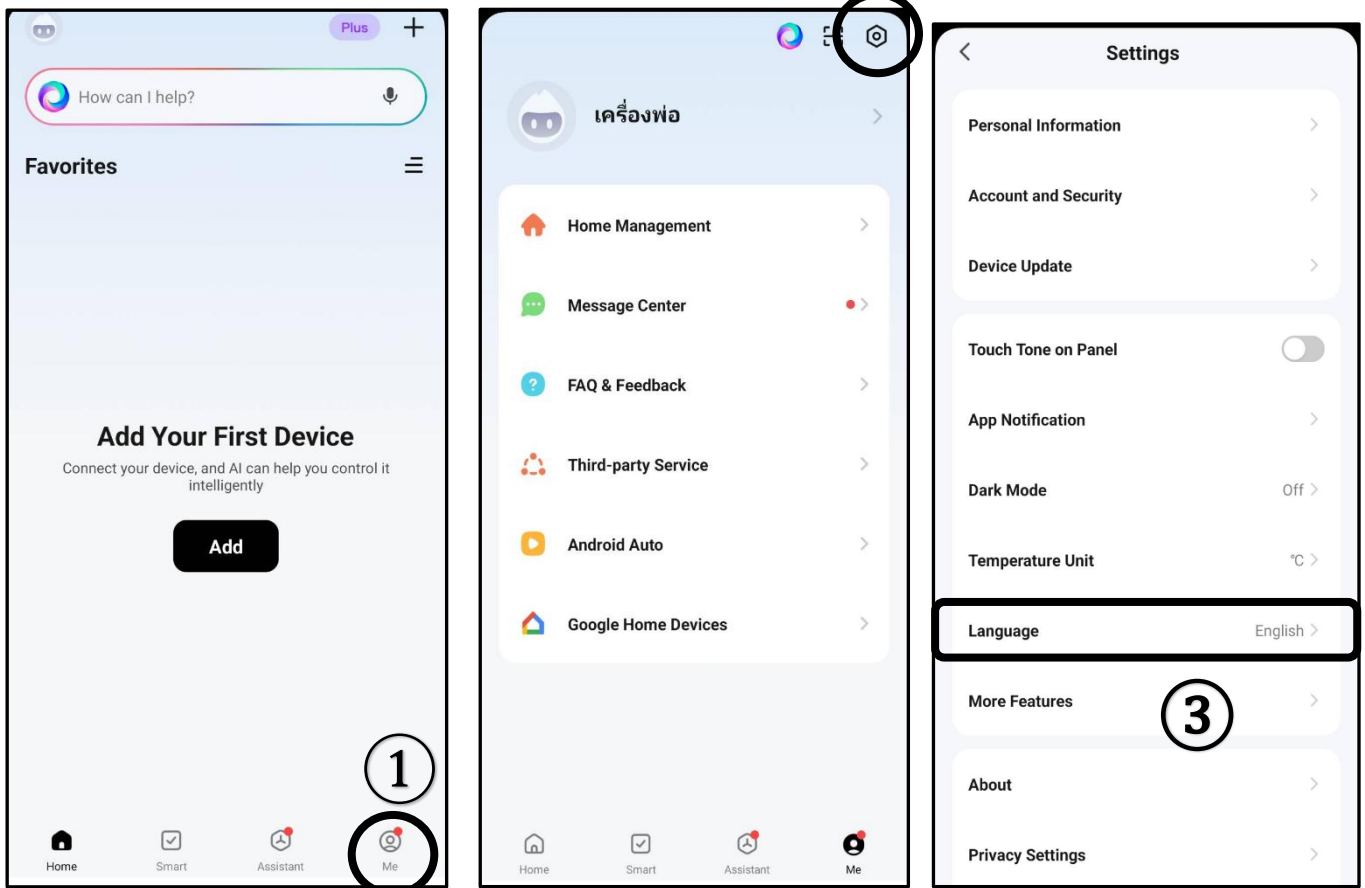 Plus
How can I help?
Favorites
Add Your First Device
Connect your device, and AI can help you control it
intelligently
Add
①
Home Smart Assistant Me
เครื่องพ่อ
Home Management
Message Center
FAQ & Feedback
Third-party Service
Android Auto
Google Home Devices
Home Smart Assistant Me
Settings
Personal Information
Account and Security
Device Update
Touch Tone on Panel
App Notification
Dark Mode Off
Temperature Unit °C
Language English
More Features
③
About
Privacy Settings